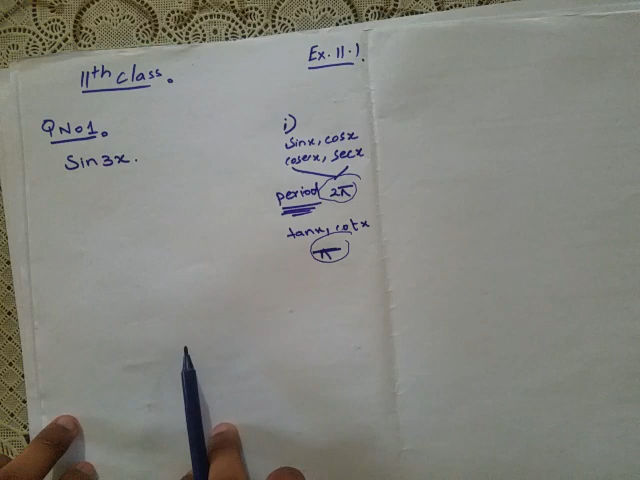 11th class.
Ex. 11.1.
Q No 1.
Sin 3x.
i)
sinx, cosx
cosecx, secx
period 2π
tanx, cotx
π